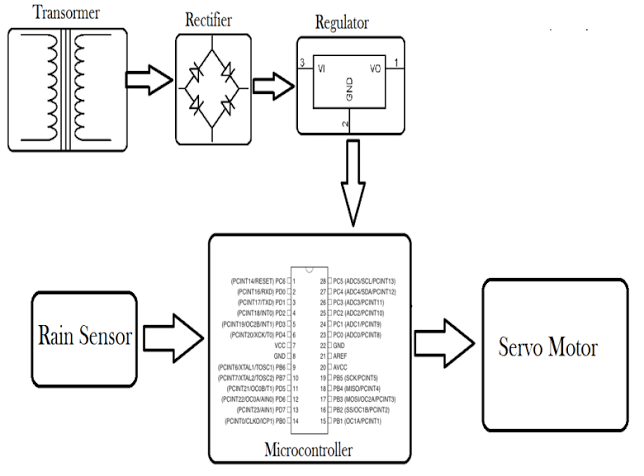 Transormer
Rectifier
Regulator
3 VI VO 1
GND
2
Rain Sensor
(PCINT14/RESET) PC6 1 28 PC5 (ADC5/SCL/PCINT13)
(PCINT16/RXD) PD0 2 27 PC4 (ADC4/SDA/PCINT12)
(PCINT17/TXD) PD1 3 26 PC3 (ADC3/PCINT11)
(PCINT18/INT0) PD2 4 25 PC2 (ADC2/PCINT10)
(PCINT19/OC2B/INT1) PD3 5 24 PC1 (ADC1/PCINT9)
(PCINT20/XCK/T0) PD4 6 23 PC0 (ADC0/PCINT8)
VCC 7 22 GND
GND 8 21 AREF
(PCINT6/XTAL1/TOSC1) PB6 9 20 AVCC
(PCINT7/XTAL2/TOSC2) PB7 10 19 PB5 (SCK/PCINT5)
(PCINT21/OC0B/T1) PD5 11 18 PB4 (MISO/PCINT4)
(PCINT22/OC0A/AIN0) PD6 12 17 PB3 (MOSI/OC2A/PCINT3)
(PCINT23/AIN1) PD7 13 16 PB2 (SS/OC1B/PCINT2)
(PCINT0/CLKO/ICP1) PB0 14 15 PB1 (OC1A/PCINT1)
Microcontroller
Servo Motor